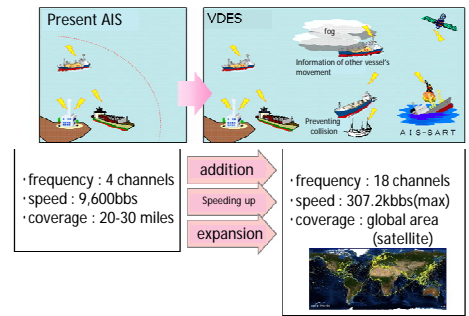 Present AIS
VDES
fog
Information of other vessel's
movement
Preventing
collision
AIS-SART
・frequency : 4 channels
・speed : 9,600bbs
・coverage : 20-30 miles
addition
Speeding up
expansion
・frequency : 18 channels
・speed : 307.2kbbs(max)
・coverage : global area
(satellite)